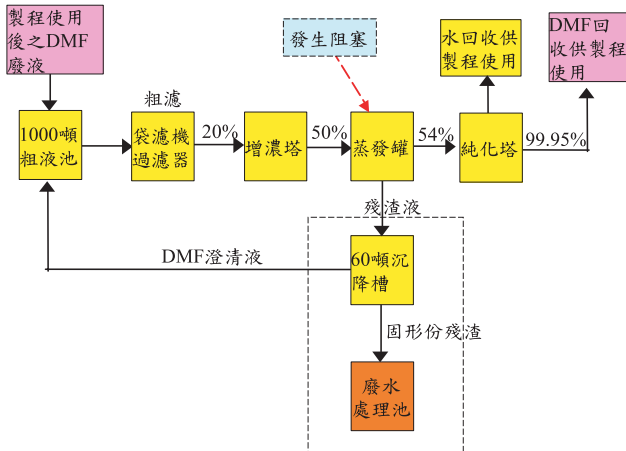 製程使用
後之DMF
廢液
發生阻塞
水回收供
製程使用
DMF回
收供製程
使用
粗濾
1000噸
粗液池
袋濾機
過濾器
20%
增濃塔
50%
蒸發罐
54%
純化塔
99.95%
殘渣液
DMF澄清液
60噸沉
降槽
固形份殘渣
廢水
處理池